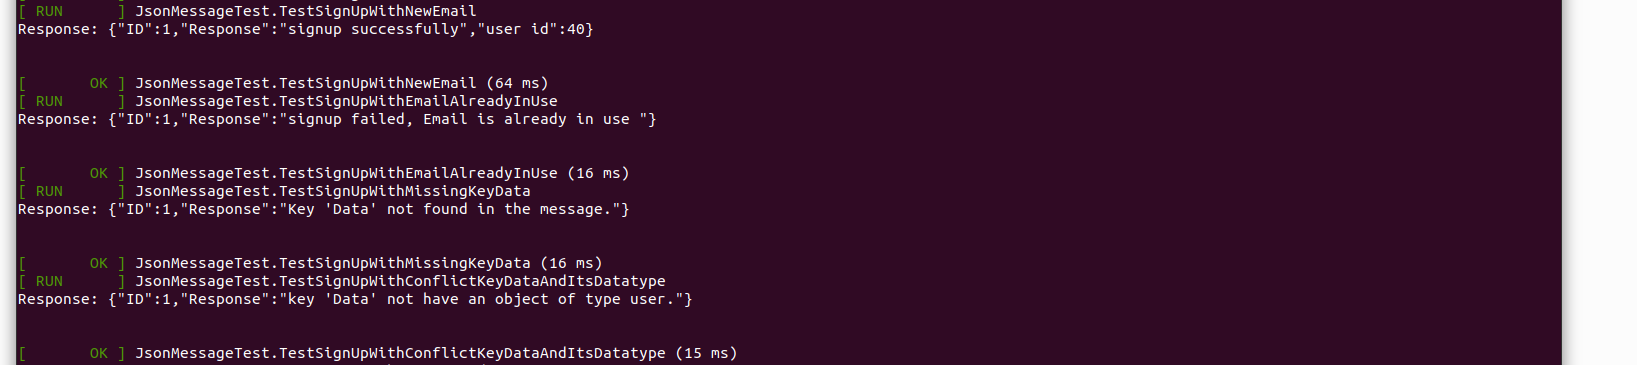 [ RUN      ] JsonMessageTest.TestSignUpWithNewEmail
Response: {"ID":1,"Response":"signup successfully","user id":40}
[       OK ] JsonMessageTest.TestSignUpWithNewEmail (64 ms)
[ RUN      ] JsonMessageTest.TestSignUpWithEmailAlreadyInUse
Response: {"ID":1,"Response":"signup failed, Email is already in use "}
[       OK ] JsonMessageTest.TestSignUpWithEmailAlreadyInUse (16 ms)
[ RUN      ] JsonMessageTest.TestSignUpWithMissingKeyData
Response: {"ID":1,"Response":"Key 'Data' not found in the message."}
[       OK ] JsonMessageTest.TestSignUpWithMissingKeyData (16 ms)
[ RUN      ] JsonMessageTest.TestSignUpWithConflictKeyDataAndItsDatatype
Response: {"ID":1,"Response":"key 'Data' not have an object of type user."}
[       OK ] JsonMessageTest.TestSignUpWithConflictKeyDataAndItsDatatype (15 ms)